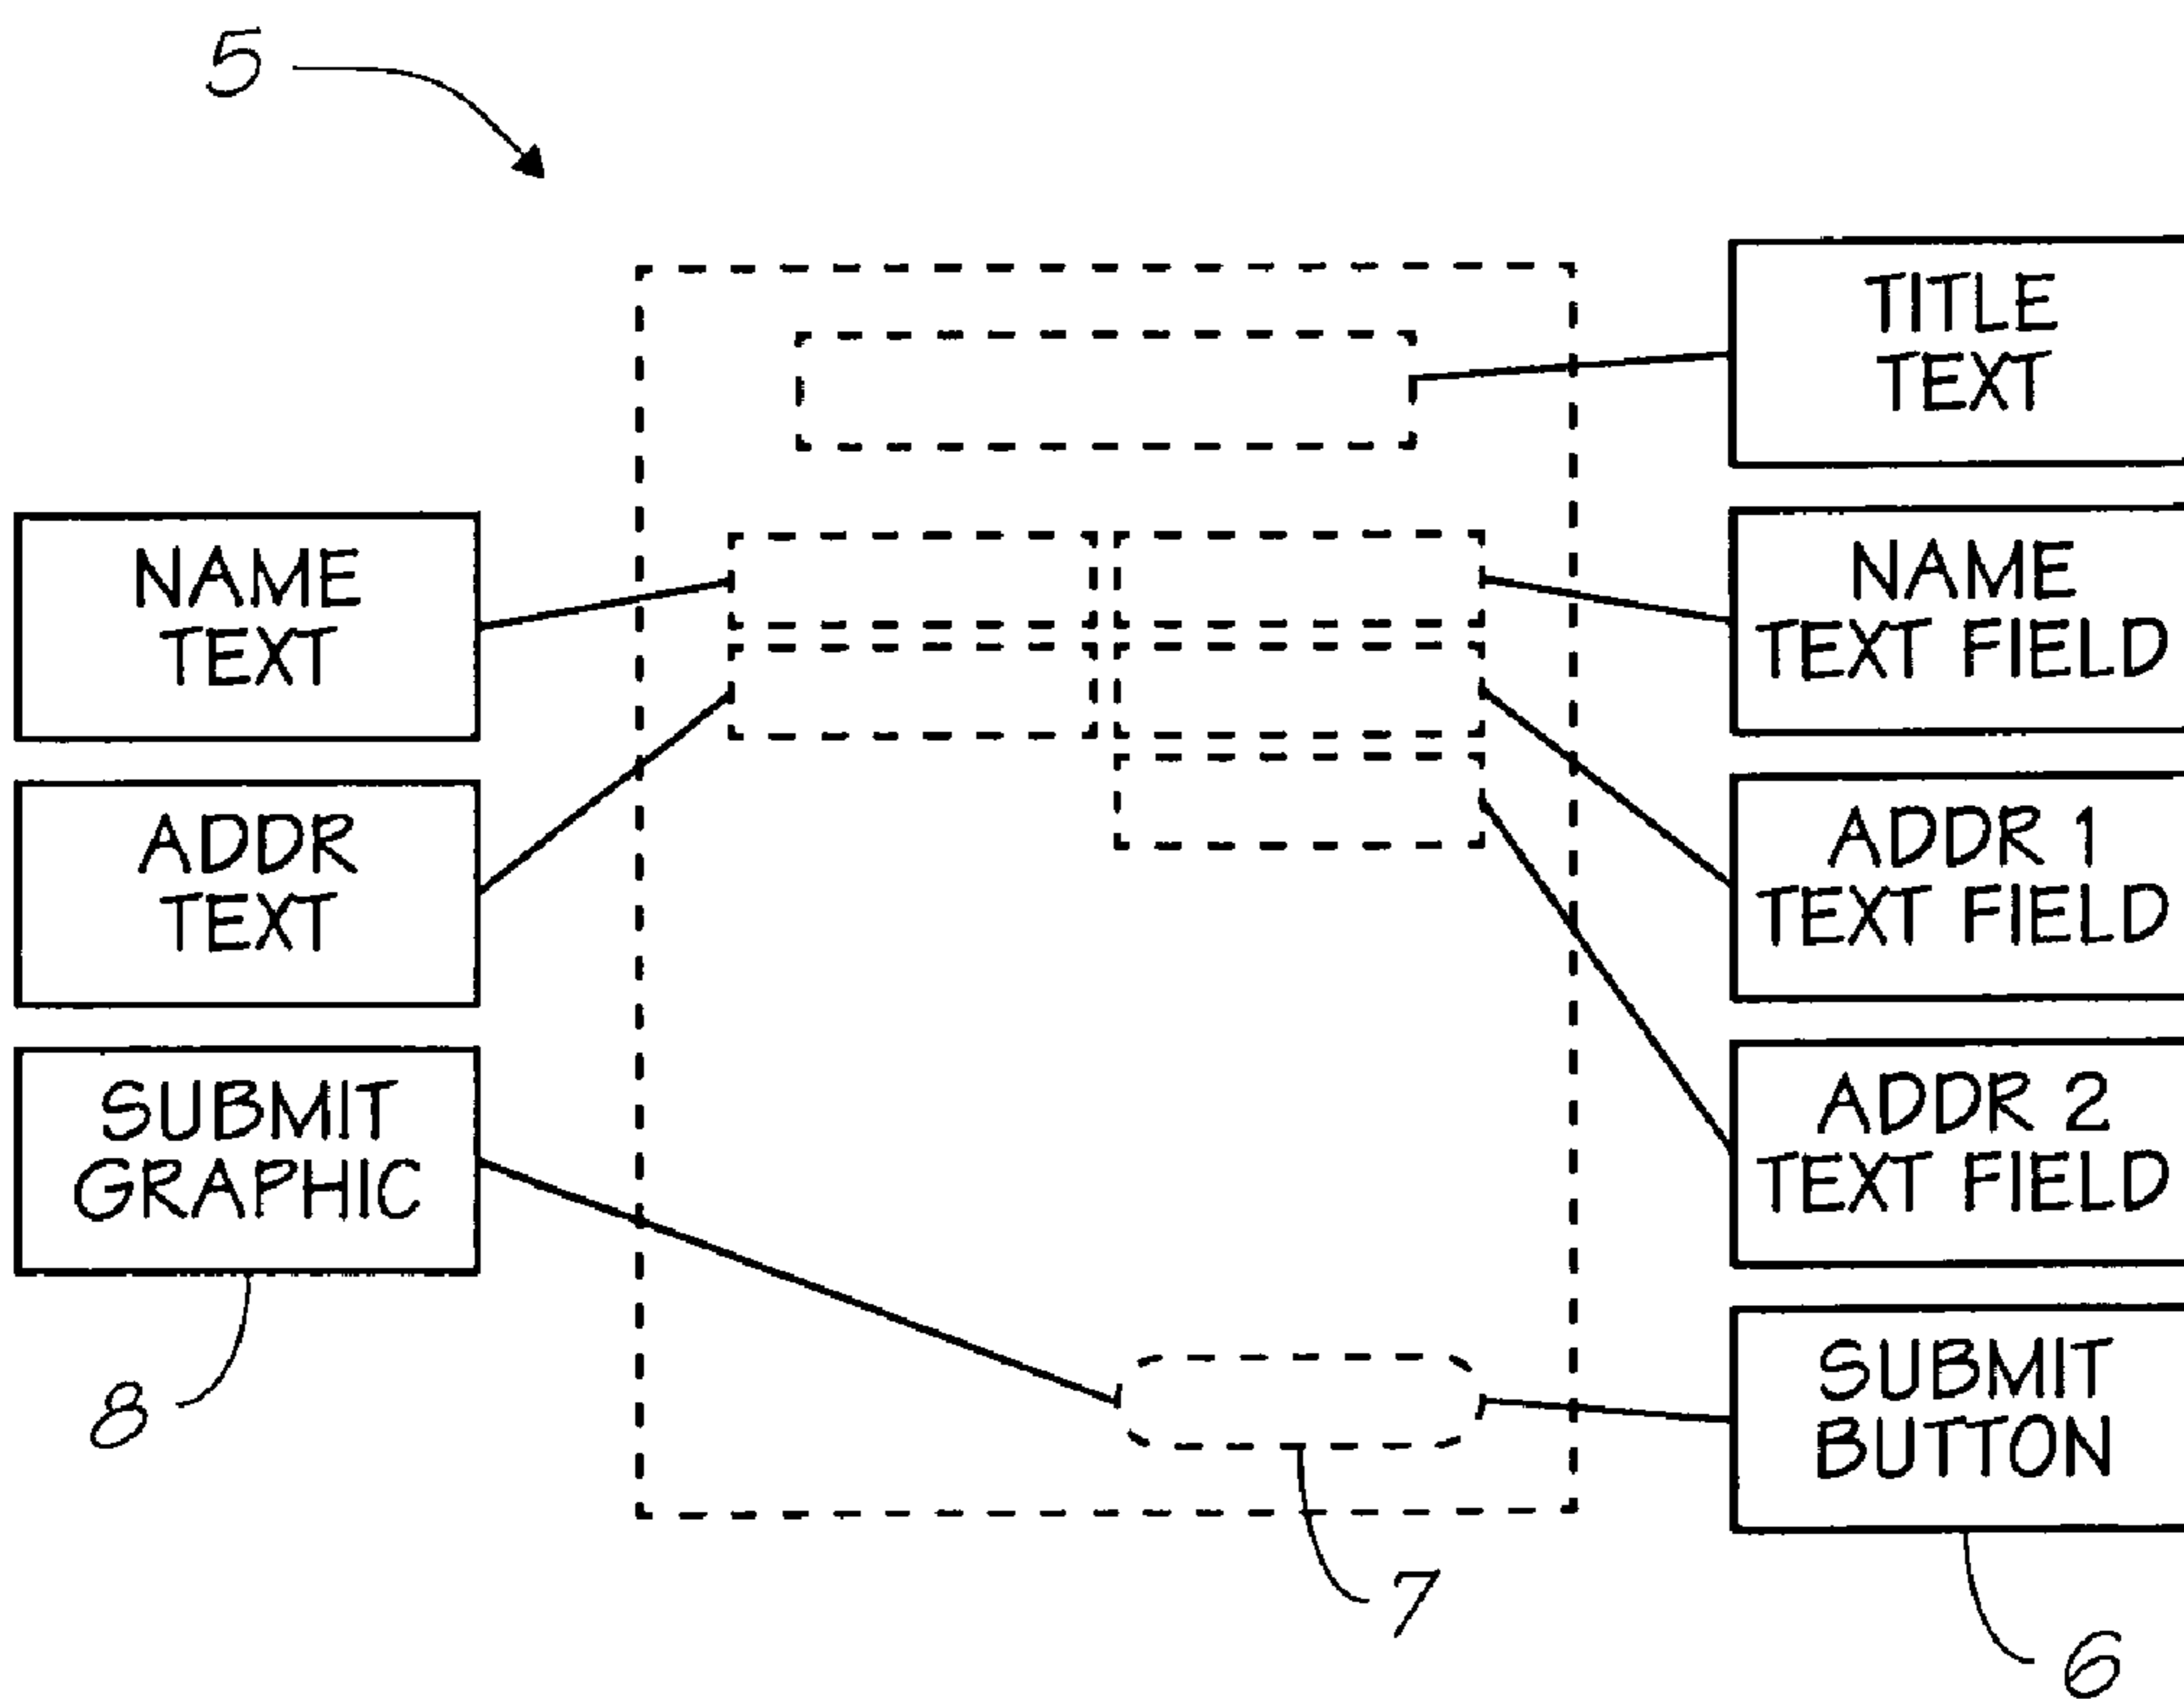 5
TITLE
TEXT
NAME
TEXT
NAME
TEXT FIELD
ADDR
TEXT
ADDR 1
TEXT FIELD
SUBMIT
GRAPHIC
ADDR 2
TEXT FIELD
SUBMIT
BUTTON
8
7
6